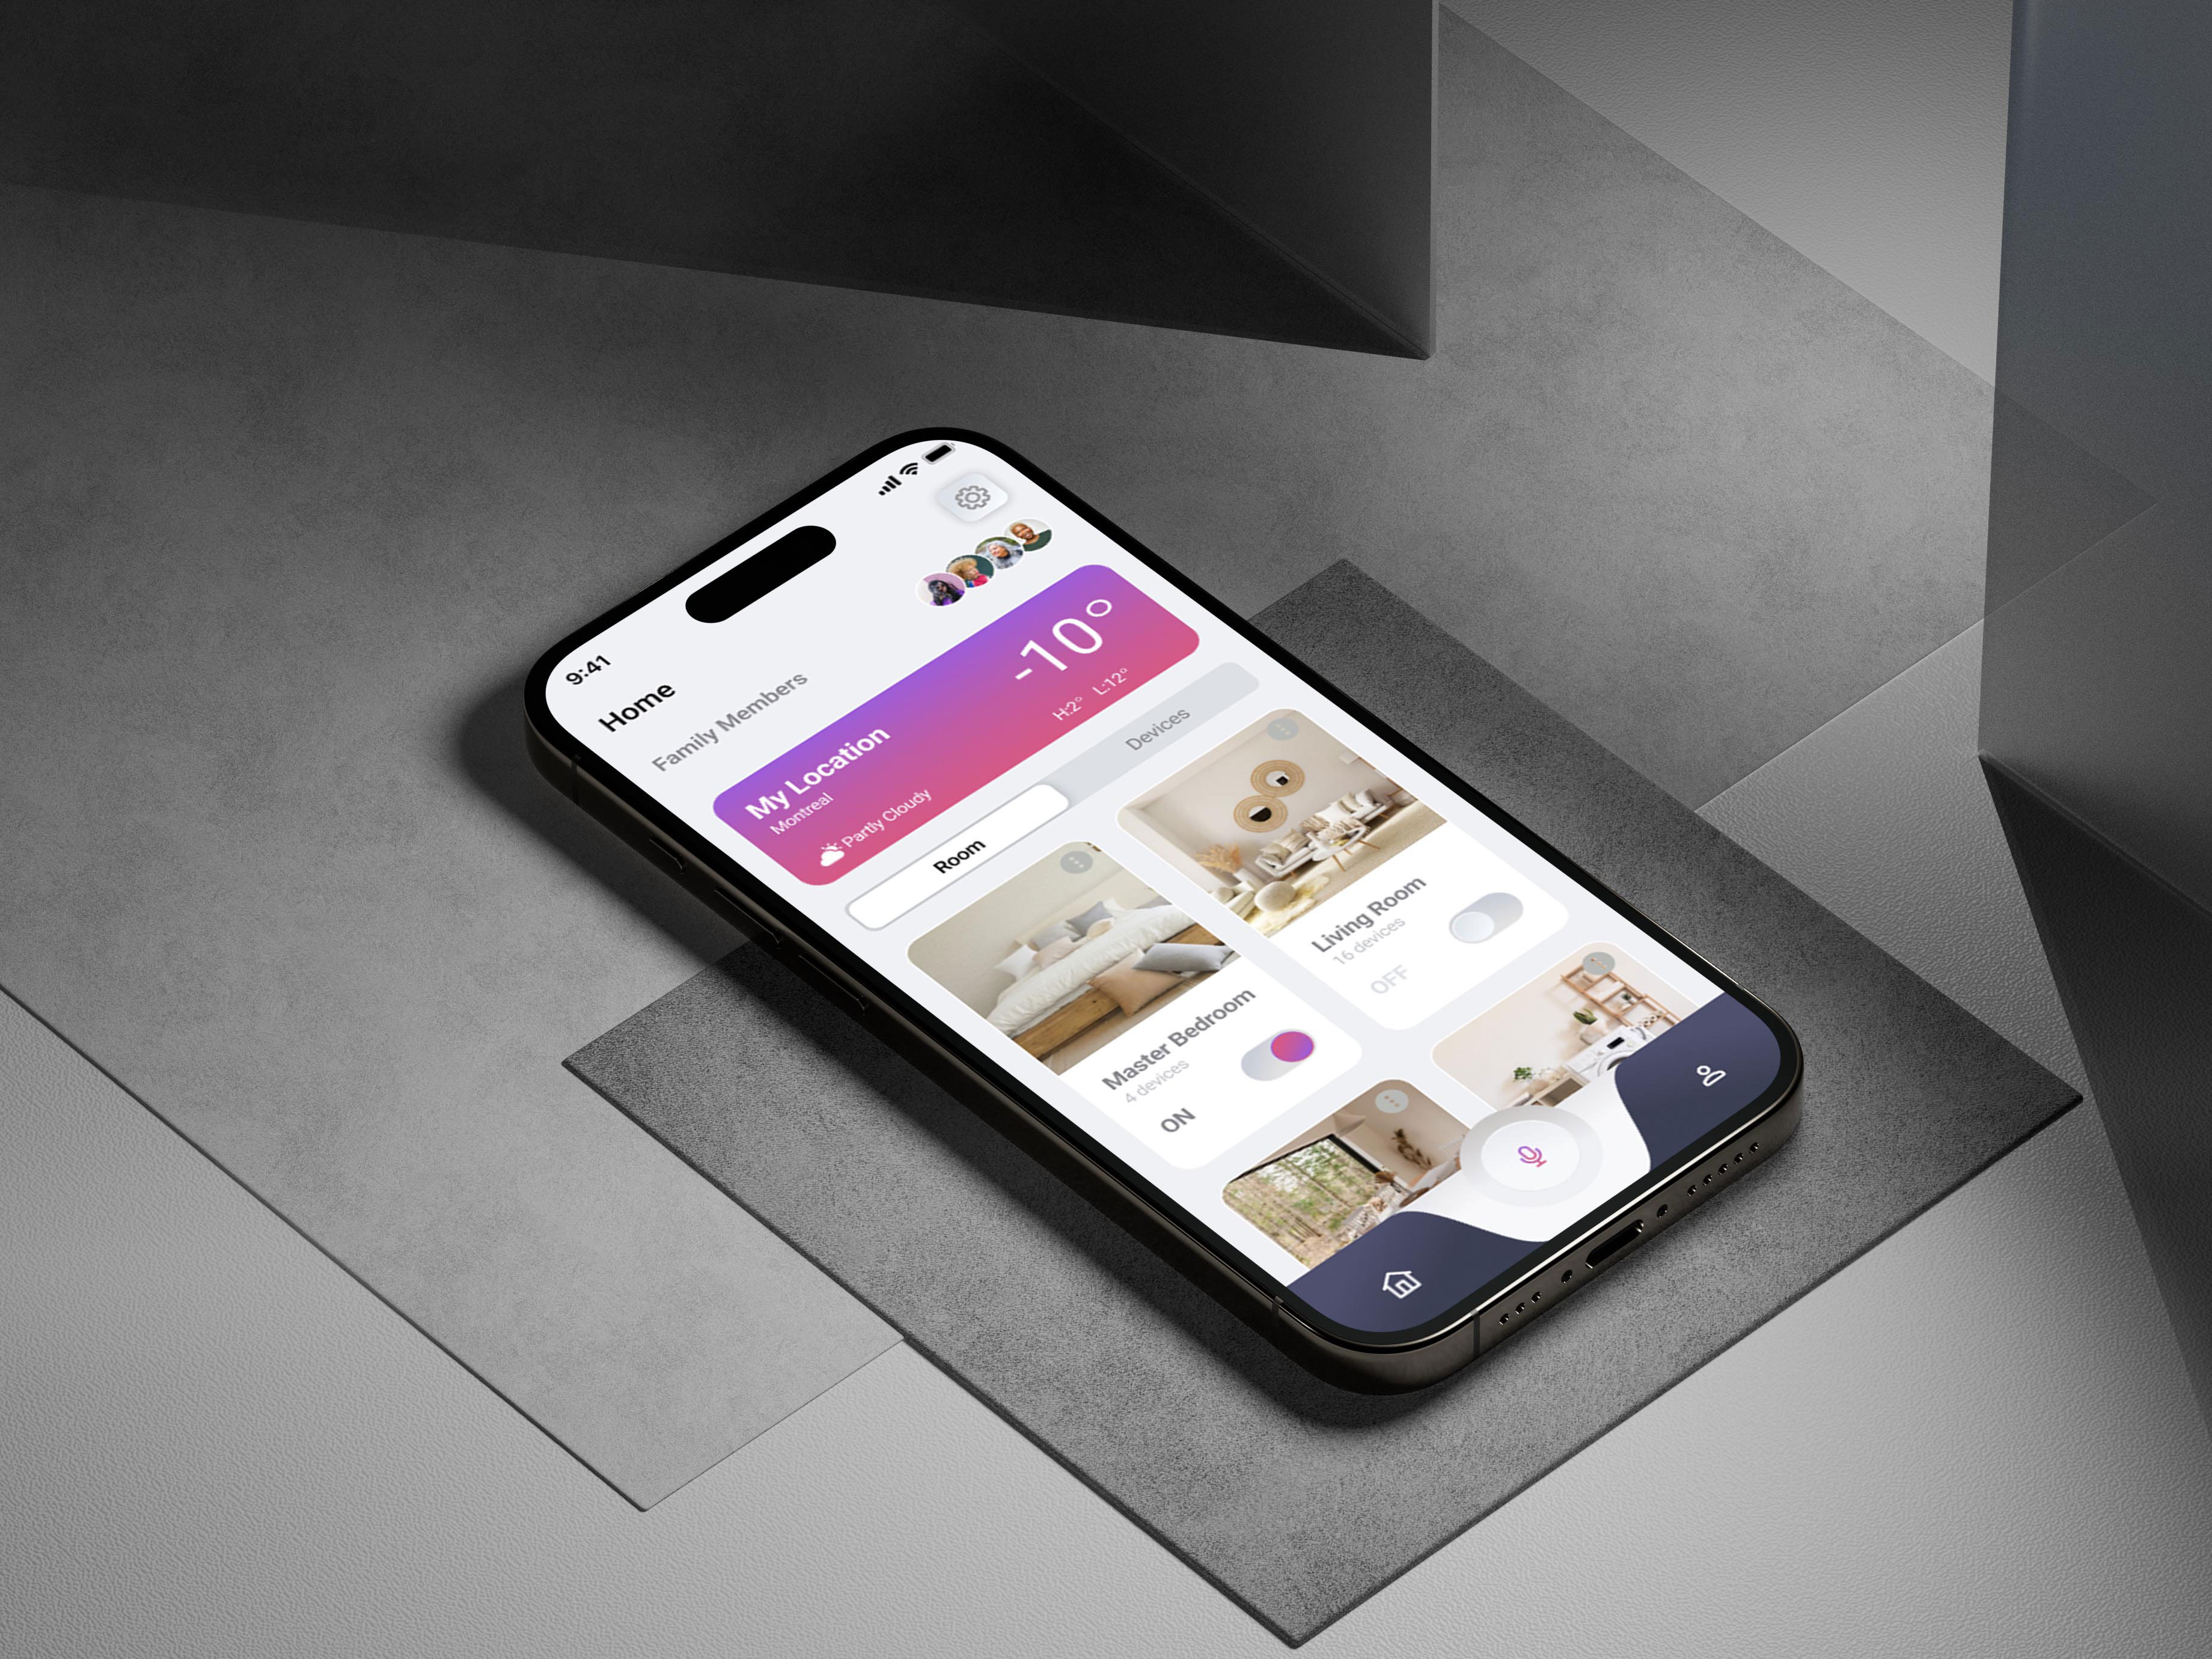 9:41
Home
Family Members
My Location
Montreal
Partly Cloudy
-10°
H:2° L:12°
Room
Devices
Master Bedroom
4 devices
ON
Living Room
16 devices
OFF